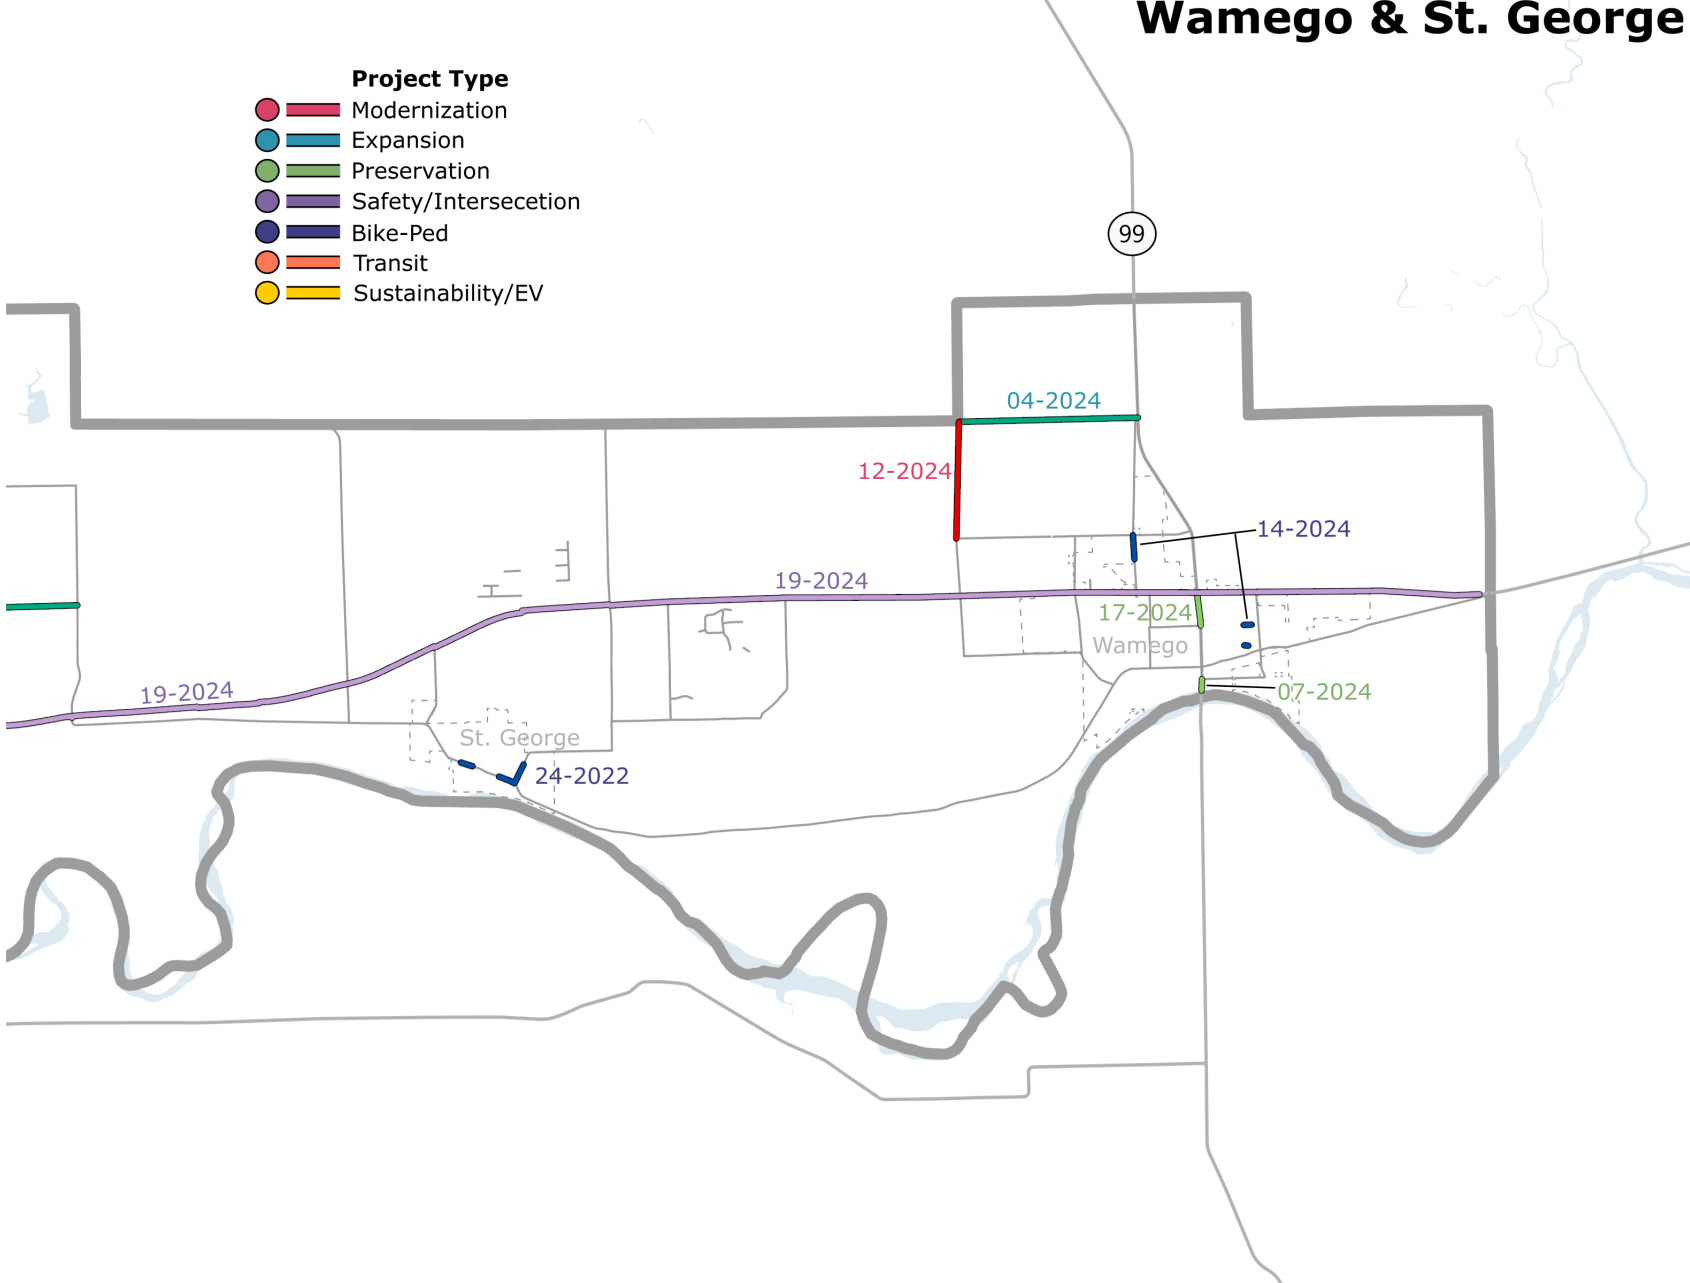 Wamego & St. George
Project Type
Modernization
Expansion
Preservation
Safety/Intersecetion
Bike-Ped
Transit
Sustainability/EV
99
04-2024
12-2024
14-2024
19-2024
17-2024
Wamego
07-2024
19-2024
St. George
24-2022